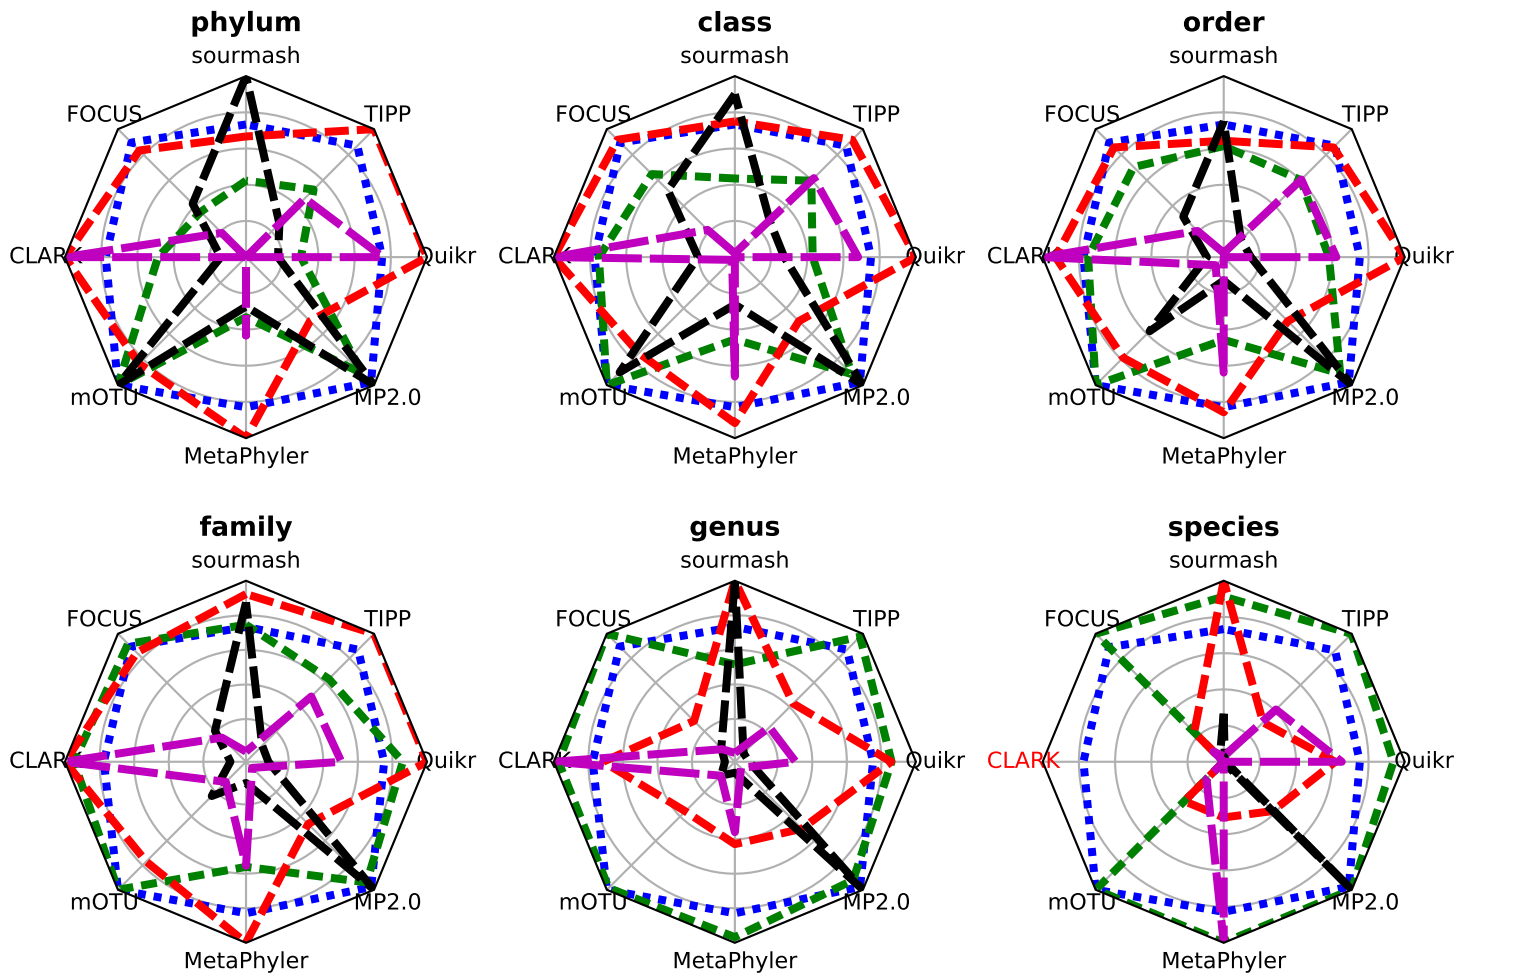 phylum
sourmash
FOCUS
TIPP
CLARK
Quikr
mOTU
MP2.0
MetaPhyler
class
sourmash
FOCUS
TIPP
CLARK
Quikr
mOTU
MP2.0
MetaPhyler
order
sourmash
FOCUS
TIPP
CLARK
Quikr
mOTU
MP2.0
MetaPhyler
family
sourmash
FOCUS
TIPP
CLARK
Quikr
mOTU
MP2.0
MetaPhyler
genus
sourmash
FOCUS
TIPP
CLARK
Quikr
mOTU
MP2.0
MetaPhyler
species
sourmash
FOCUS
TIPP
CLARK
Quikr
mOTU
MP2.0
MetaPhyler